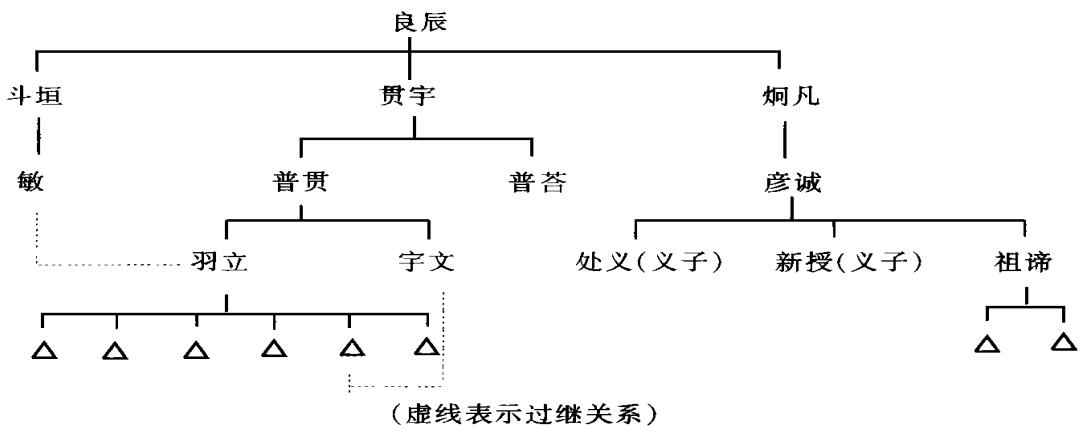 良辰
斗垣 贯宇 炯凡
敏 普贯 普荅 彦诚
羽立 宇文 处义(义子) 新授(义子) 祖谛
(虚线表示过继关系)